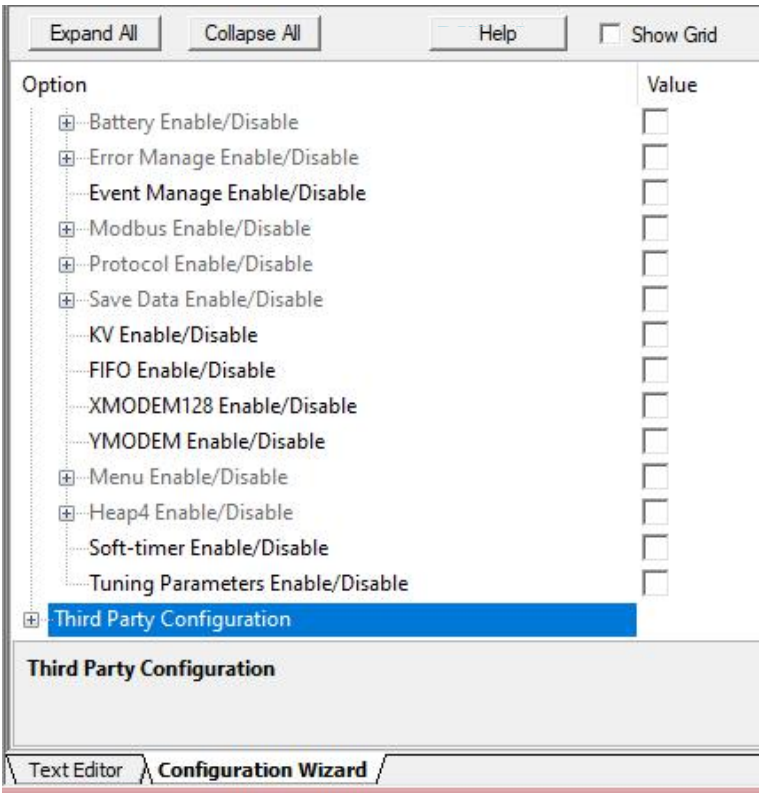 Expand All Collapse All Help Show Grid
Option Value
Battery Enable/Disable
Error Manage Enable/Disable
Event Manage Enable/Disable
Modbus Enable/Disable
Protocol Enable/Disable
Save Data Enable/Disable
KV Enable/Disable
FIFO Enable/Disable
XMODEM128 Enable/Disable
YMODEM Enable/Disable
Menu Enable/Disable
Heap4 Enable/Disable
Soft-timer Enable/Disable
Tuning Parameters Enable/Disable
Third Party Configuration
Third Party Configuration
Text Editor Configuration Wizard